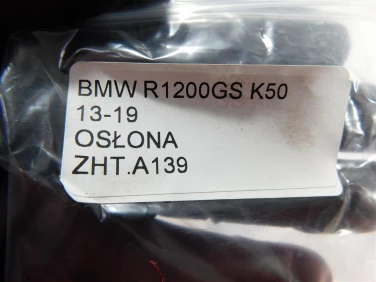 BMW R1200GS K50
13-19
OSŁONA
ZHT.A139